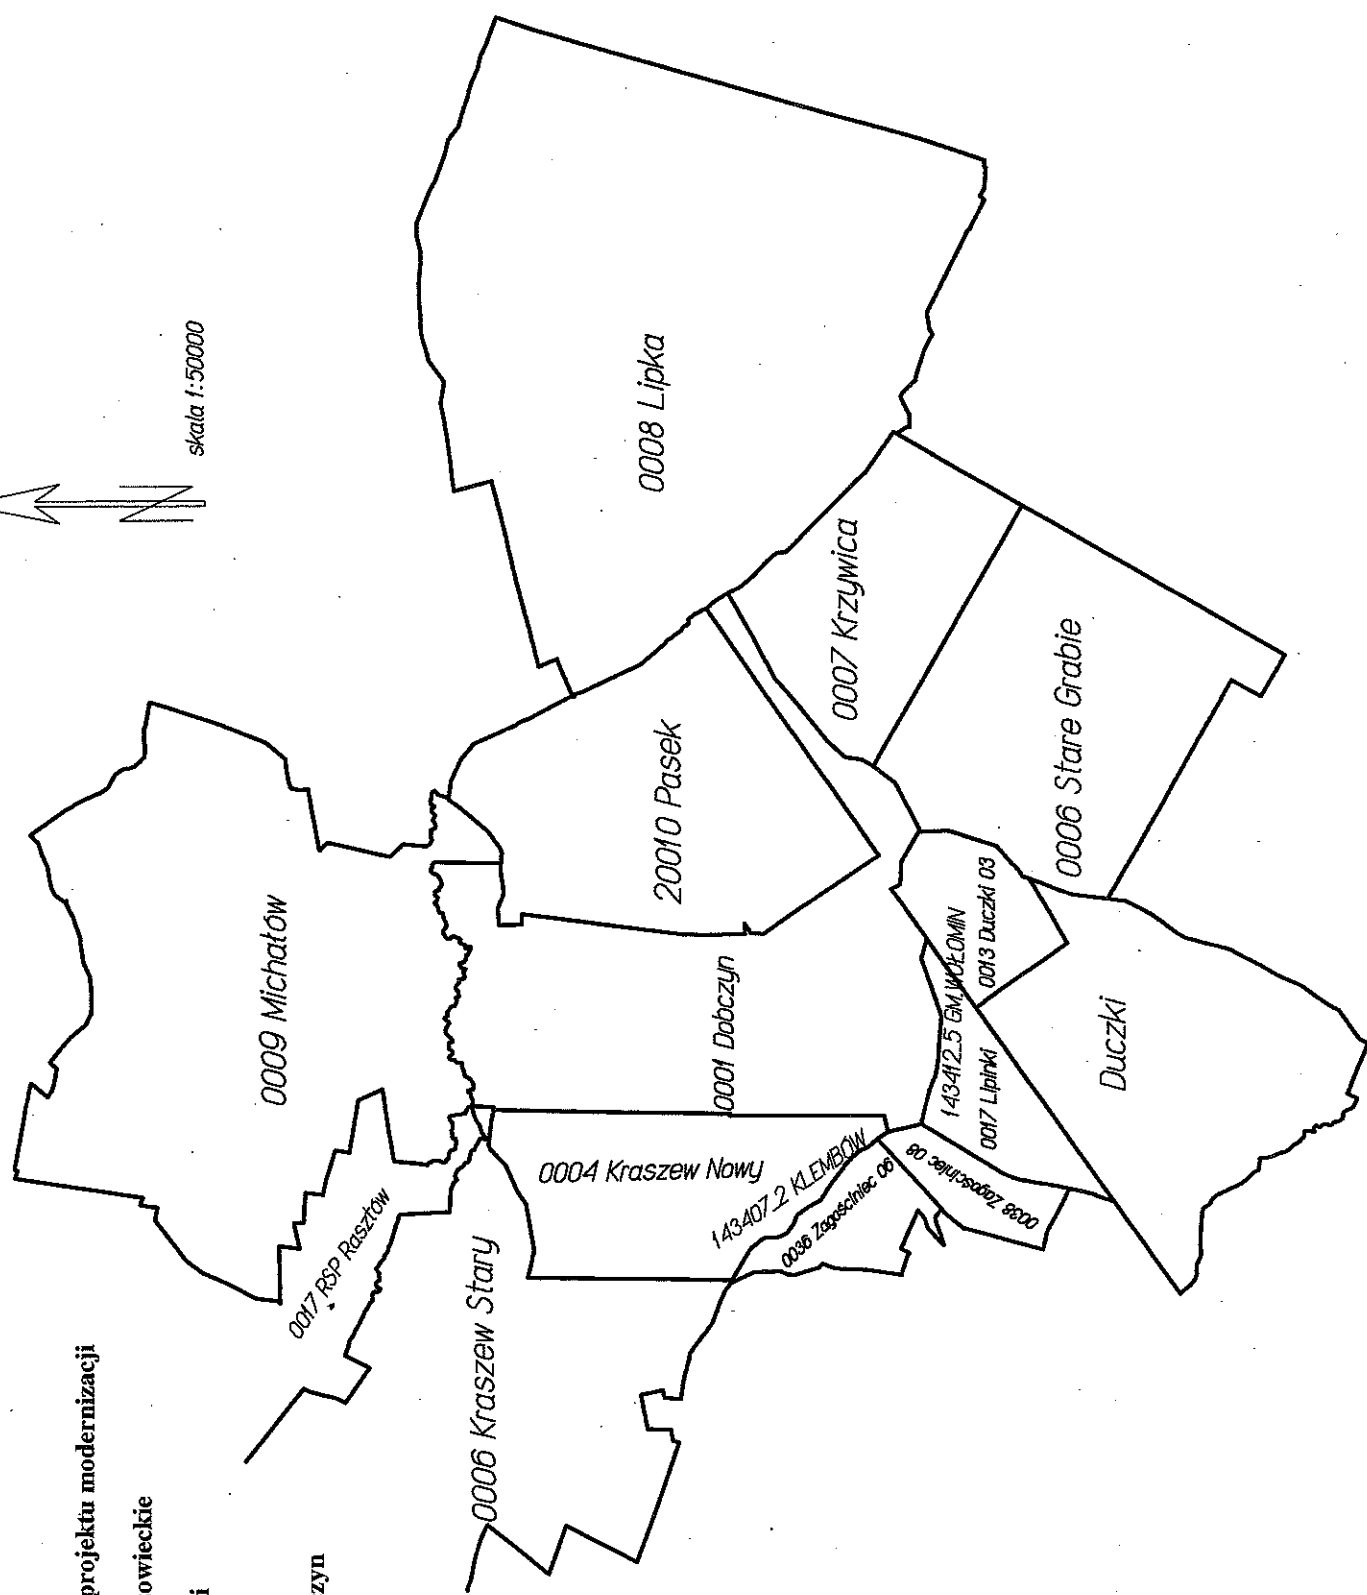 projektu modernizacji
owieckie
i
zyn
skala 1:50000
0009 Michałów
0017 RSP Rasztów
0006 Kraszew Stary
0004 Kraszew Nowy
143407_2 KLEMBÓW
0036 Zagościniec 06
0038 Zagościniec 08
0001 Dobczyn
20010 Pasek
0008 Lipka
0007 Krzywica
0006 Stare Grabie
143412_5 GM.WOŁOMIN
0017 Lipinki
0013 Duczki 03
Duczki